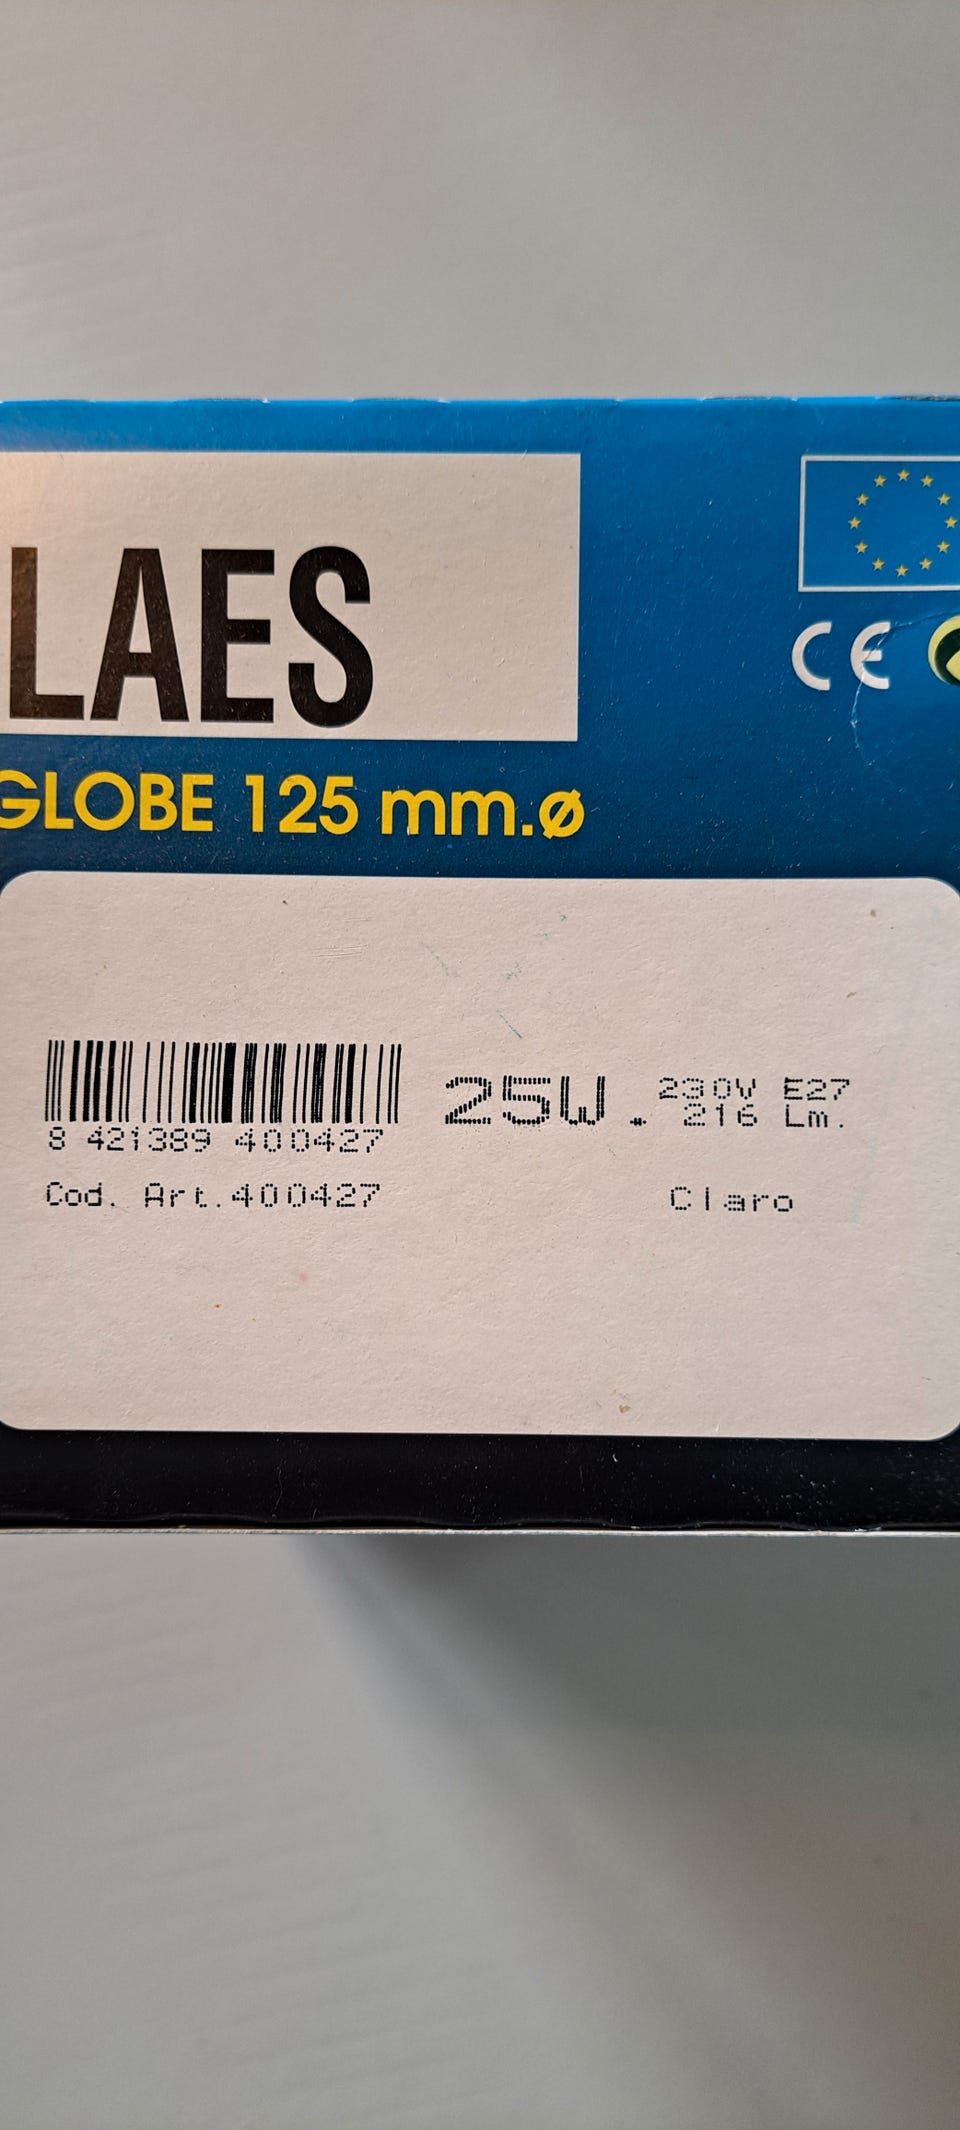 LAES
CE
GLOBE 125 mm.ø
25W. 230V E27
216 Lm.
8 421389 400427
Cod. Art.400427
Claro